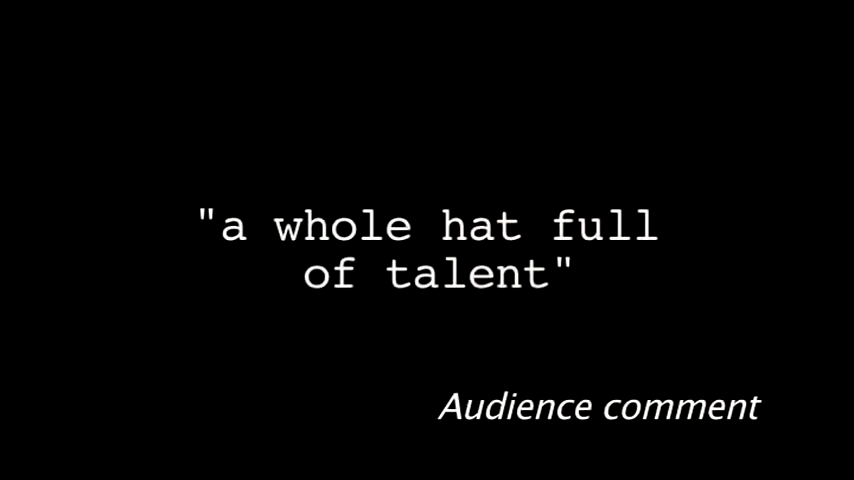 "a whole hat full
of talent"
Audience comment